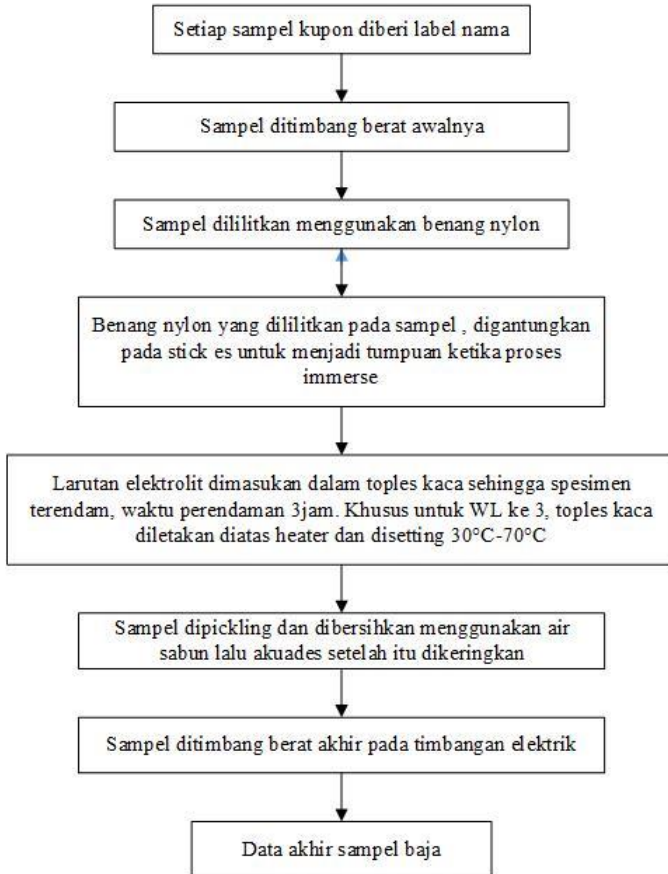 Setiap sampel kupon diberi label nama
Sampel ditimbang berat awalnya
Sampel dililitkan menggunakan benang nylon
Benang nylon yang dililitkan pada sampel , digantungkan
pada stick es untuk menjadi tumpuan ketika proses
immerse
Larutan elektrolit dimasukan dalam toples kaca sehingga spesimen
terendam, waktu perendaman 3jam. Khusus untuk WL ke 3, toples kaca
diletakan diatas heater dan disetting 30°C-70°C
Sampel dipickling dan dibersihkan menggunakan air
sabun lalu akuades setelah itu dikeringkan
Sampel ditimbang berat akhir pada timbangan elektrik
Data akhir sampel baja